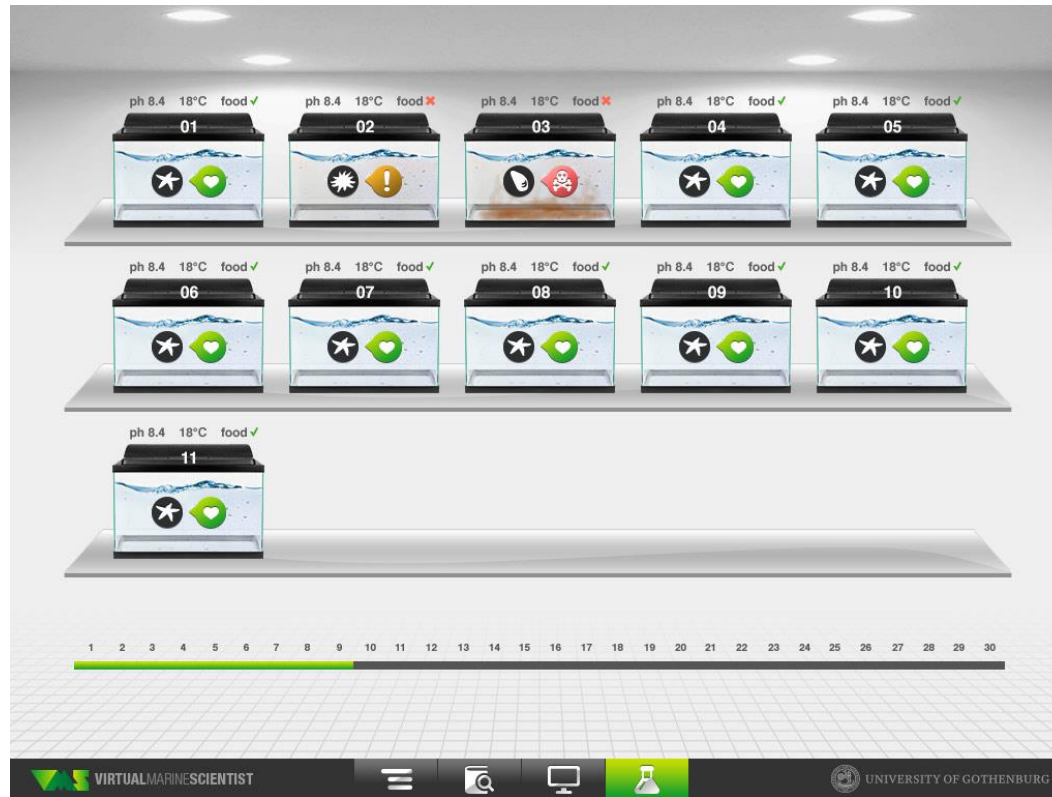 ph 8.4 18°C food ✓ ph 8.4 18°C food ✖ ph 8.4 18°C food ✖ ph 8.4 18°C food ✓ ph 8.4 18°C food ✓
01 02 03 04 05
ph 8.4 18°C food ✓ ph 8.4 18°C food ✓ ph 8.4 18°C food ✓ ph 8.4 18°C food ✓ ph 8.4 18°C food ✓
06 07 08 09 10
ph 8.4 18°C food ✓
11
1 2 3 4 5 6 7 8 9 10 11 12 13 14 15 16 17 18 19 20 21 22 23 24 25 26 27 28 29 30
VMS VIRTUALMARINESCIENTIST UNIVERSITY OF GOTHENBURG